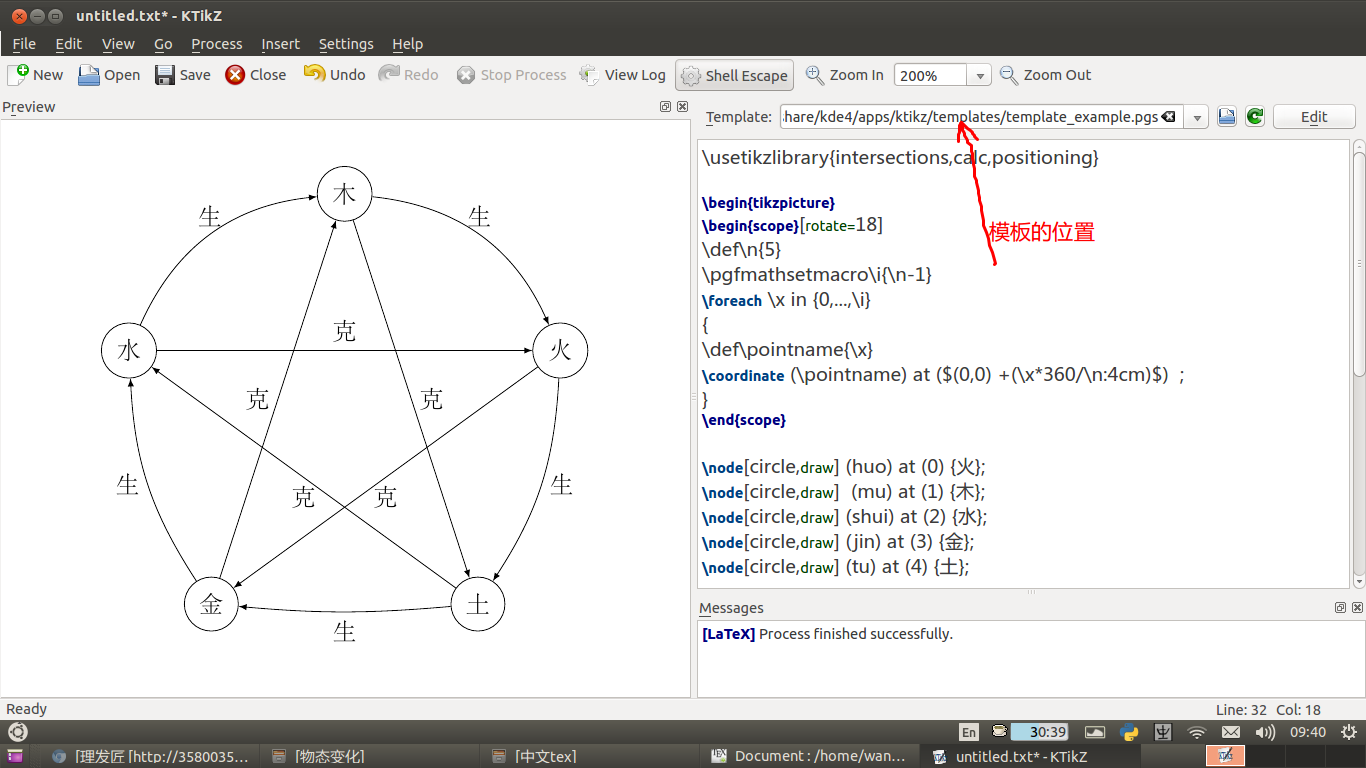 untitled.txt* - KTikZ
File Edit View Go Process Insert Settings Help
New Open Save Close Undo Redo Stop Process View Log Shell Escape Zoom In 200% Zoom Out
Preview
Template: hare/kde4/apps/ktikz/templates/template_example.pgs Edit
木
生 生
水 克 火
克 克
生 克 克 生
金 土
生
\usetikzlibrary{intersections,calc,positioning}
\begin{tikzpicture}
\begin{scope}[rotate=18]
模板的位置
\def\n{5}
\pgfmathsetmacro\i{\n-1}
\foreach \x in {0,...,\i}
{
\def\pointname{\x}
\coordinate (\pointname) at ($(0,0) +(\x*360/\n:4cm)$) ;
}
\end{scope}
\node[circle,draw] (huo) at (0) {火};
\node[circle,draw] (mu) at (1) {木};
\node[circle,draw] (shui) at (2) {水};
\node[circle,draw] (jin) at (3) {金};
\node[circle,draw] (tu) at (4) {土};
Messages
[LaTeX] Process finished successfully.
Ready Line: 32 Col: 18
En 30:39 09:40
[理发匠 [http://3580035... [物态变化] [中文tex] Document : /home/wan... untitled.txt* - KTikZ